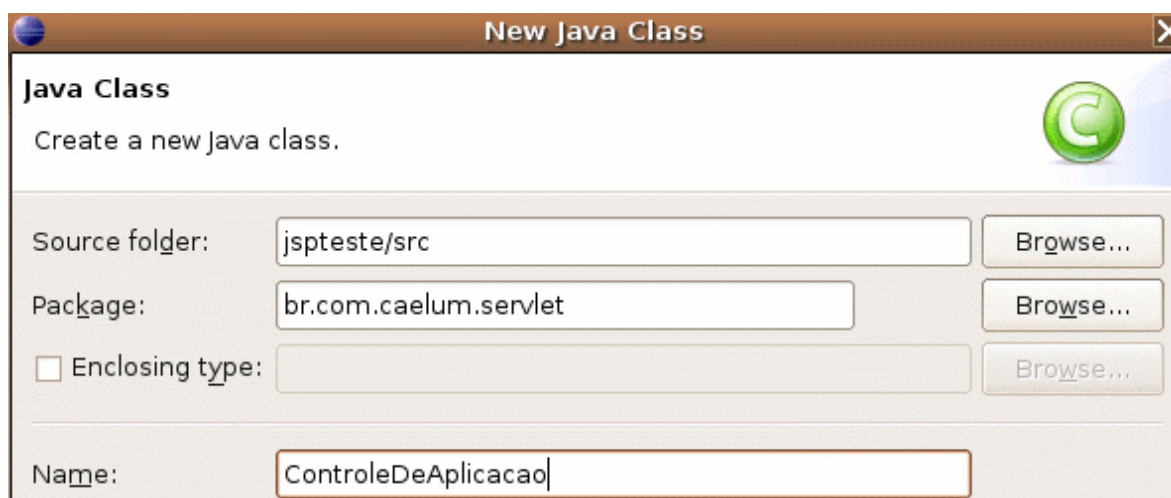 New Java Class
Java Class
Create a new Java class.
Source folder: jspteste/src Browse...
Package: br.com.caelum.servlet Browse...
Enclosing type: Browse...
Name: ControleDeAplicacao